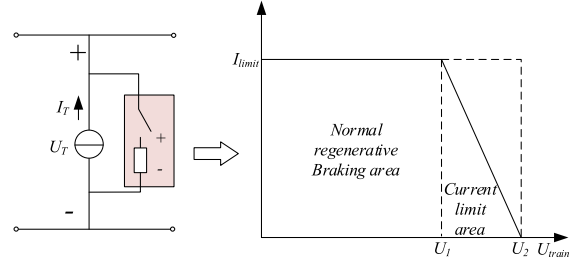 +
I_T
U_T
+
-
-
I_limit
Normal
regenerative
Braking area
Current
limit
area
U_1
U_2
U_train